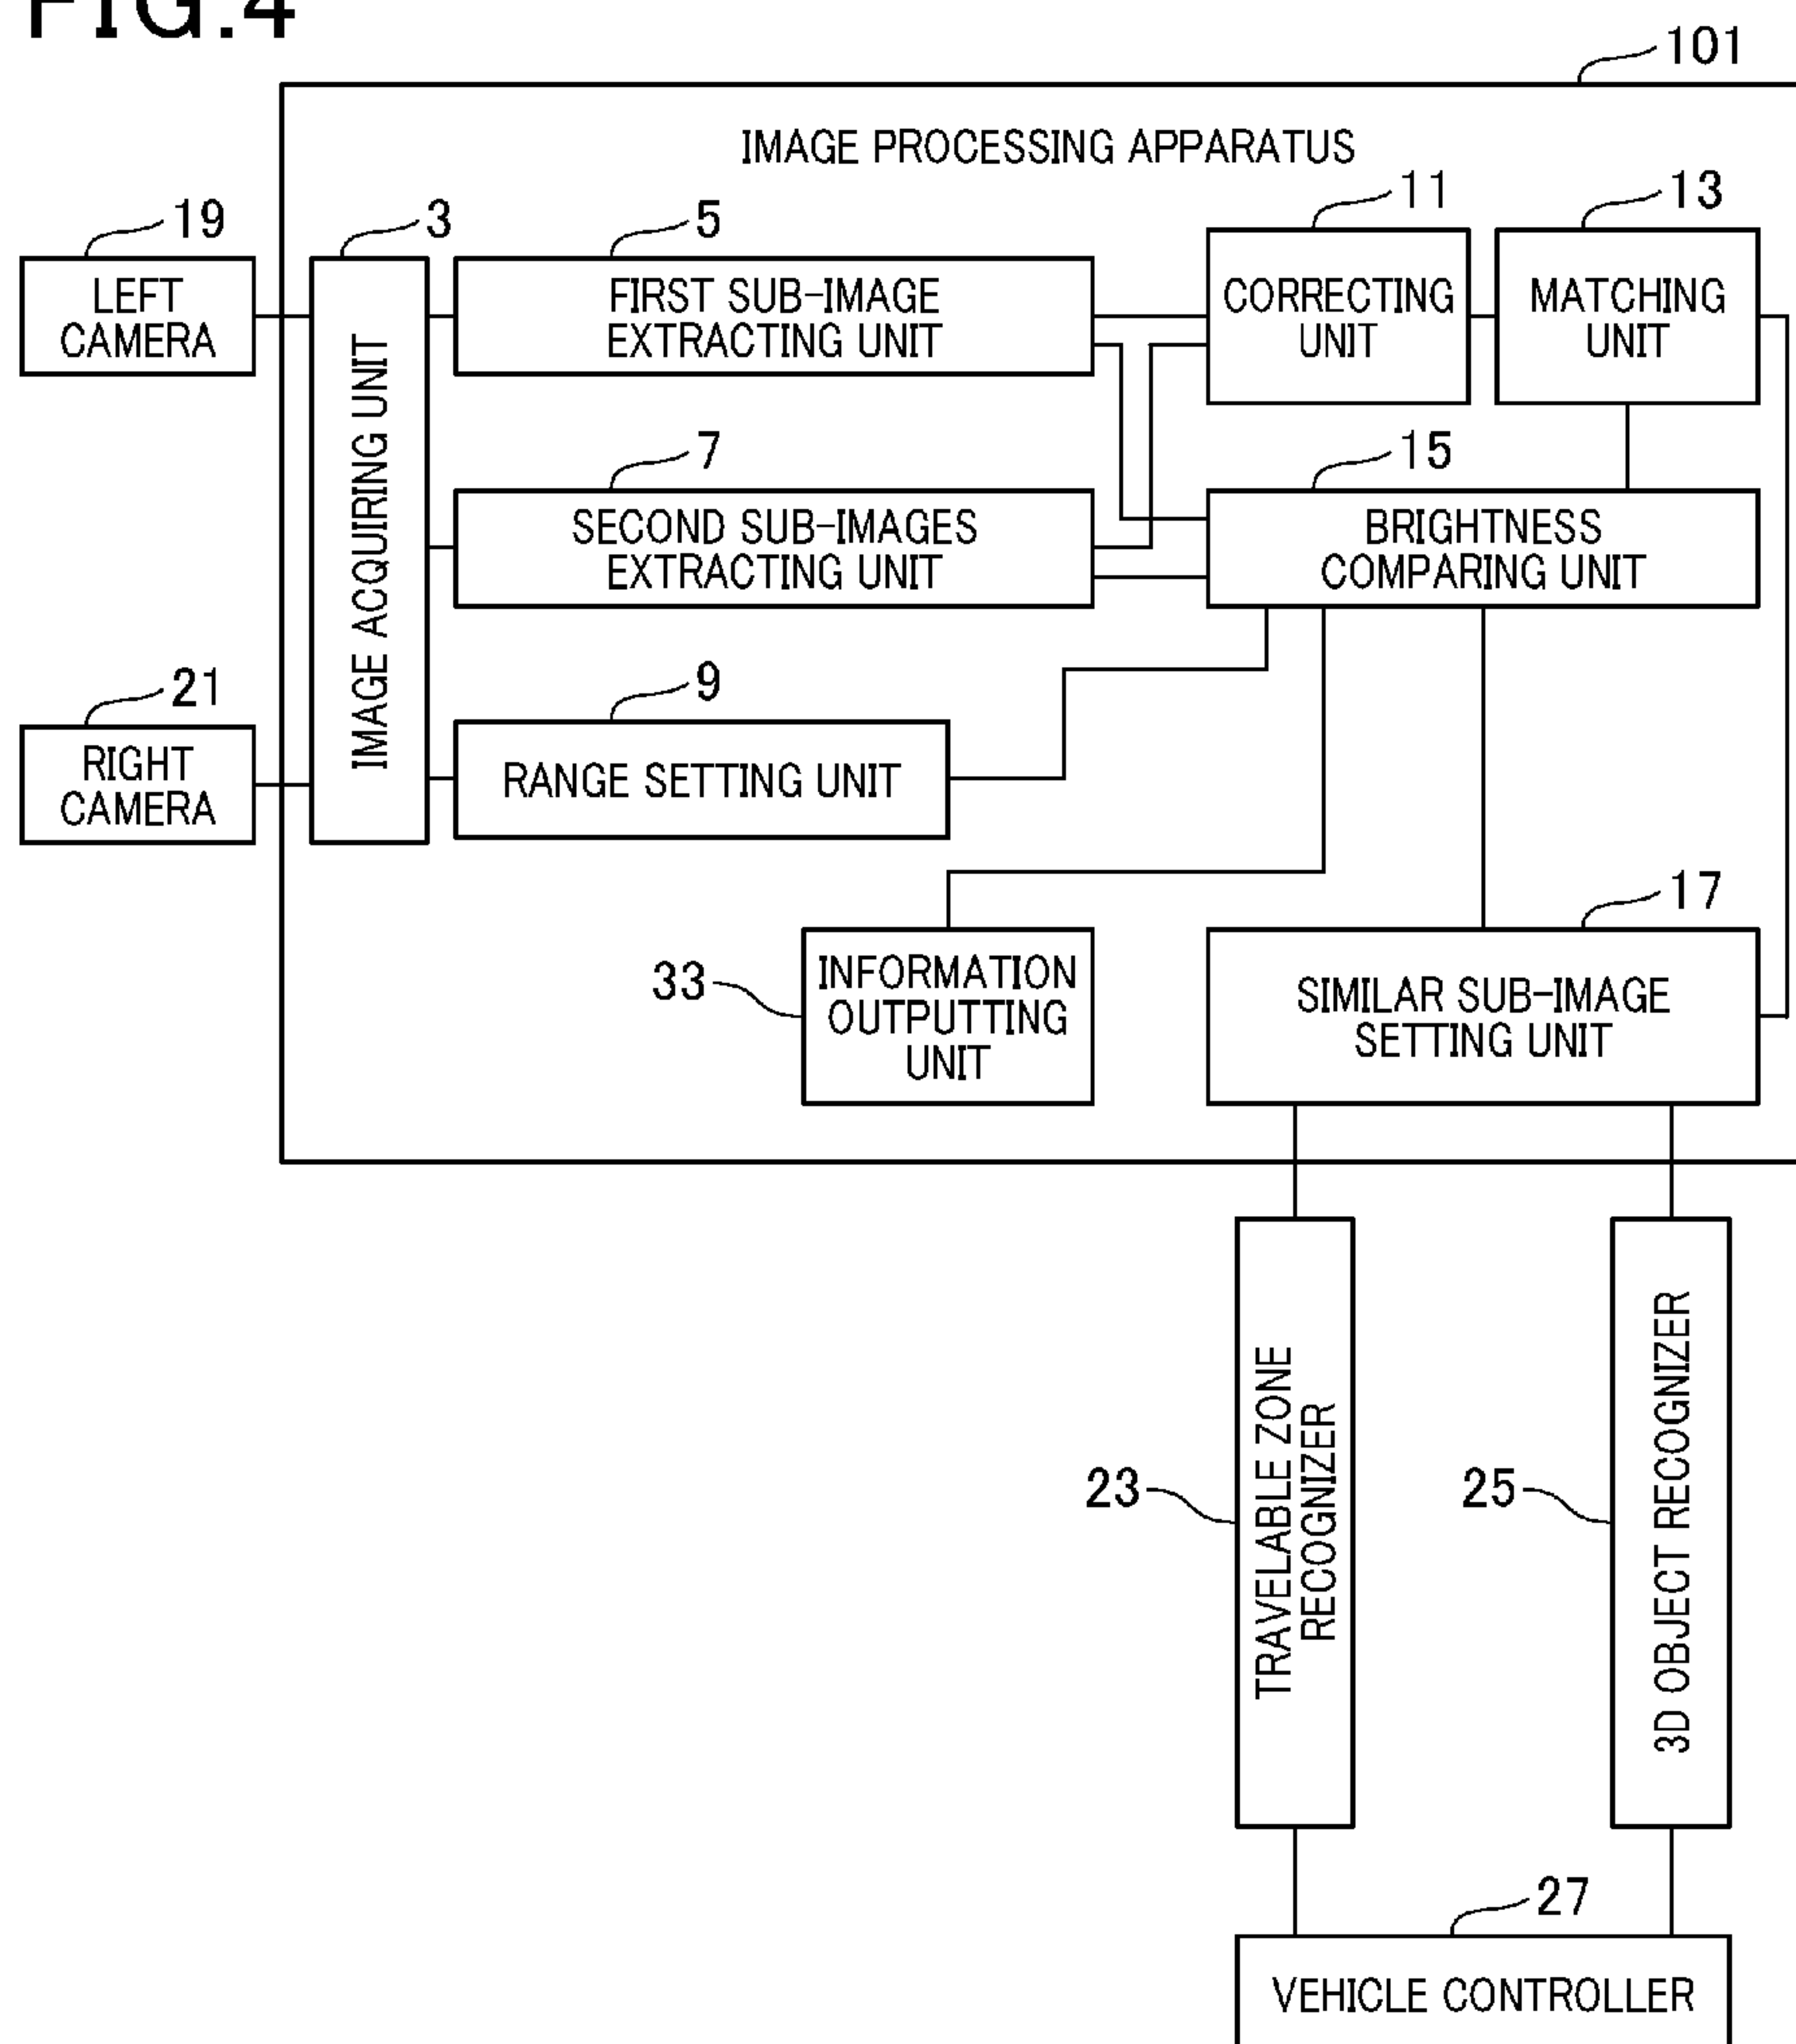 FIG.4
101
IMAGE PROCESSING APPARATUS
19
3
5
11
13
LEFT
CAMERA
IMAGE ACQUIRING UNIT
FIRST SUB-IMAGE
EXTRACTING UNIT
CORRECTING
UNIT
MATCHING
UNIT
7
15
SECOND SUB-IMAGES
EXTRACTING UNIT
BRIGHTNESS
COMPARING UNIT
21
9
RIGHT
CAMERA
RANGE SETTING UNIT
17
33
INFORMATION
OUTPUTTING
UNIT
SIMILAR SUB-IMAGE
SETTING UNIT
23
TRAVELABLE ZONE
RECOGNIZER
25
3D OBJECT RECOGNIZER
27
VEHICLE CONTROLLER